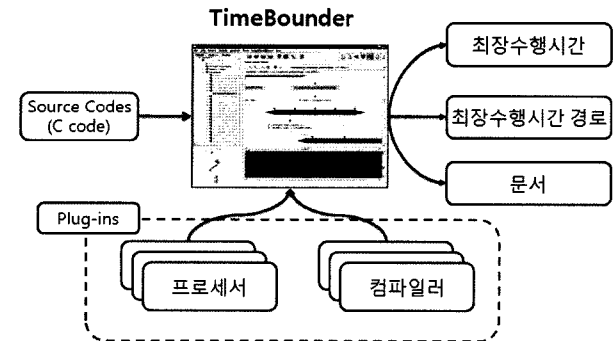 TimeBounder
Source Codes
(C code)
최장수행시간
최장수행시간 경로
문서
Plug-ins
프로세서
컴파일러